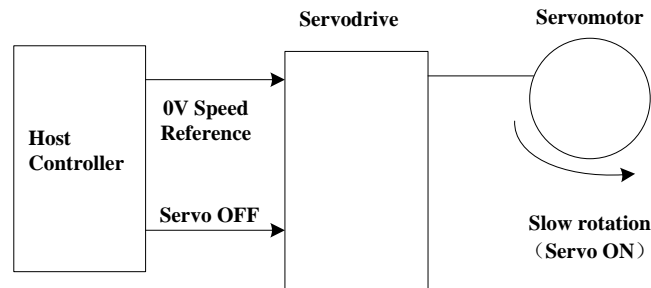 Servodrive
Servomotor
0V Speed
Reference
Host
Controller
Servo OFF
Slow rotation
（Servo ON）